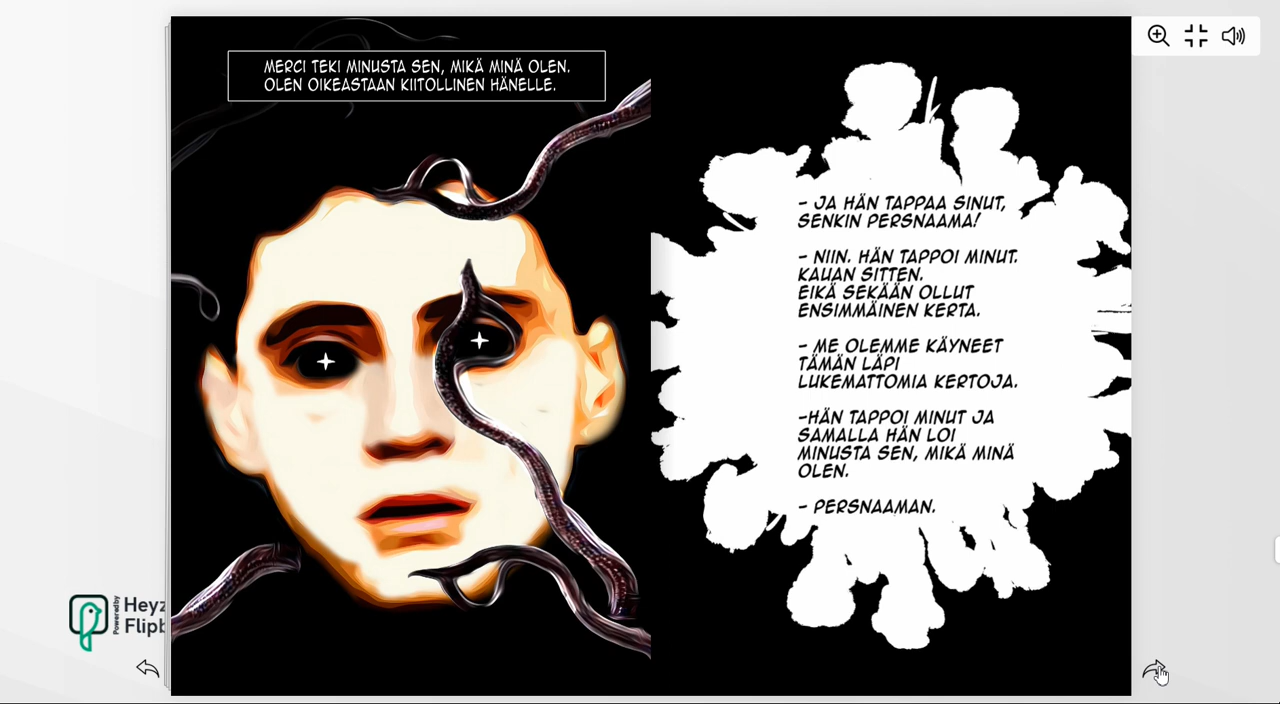 MERCI TEKI MINUSTA SEN, MIKÄ MINÄ OLEN.
OLEN OIKEASTAAN KIITOLLINEN HÄNELLE.
- JA HÄN TAPPAA SINUT,
SENKIN PERSNAAMA!
- NIIN. HÄN TAPPOI MINUT.
KAUAN SITTEN.
EIKÄ SEKÄÄN OLLUT
ENSIMMÄINEN KERTA.
- ME OLEMME KÄYNEET
TÄMÄN LÄPI
LUKEMATTOMIA KERTOJA.
-HÄN TAPPOI MINUT JA
SAMALLA HÄN LOI
MINUSTA SEN, MIKÄ MINÄ
OLEN.
- PERSNAAMAN.
Powered by